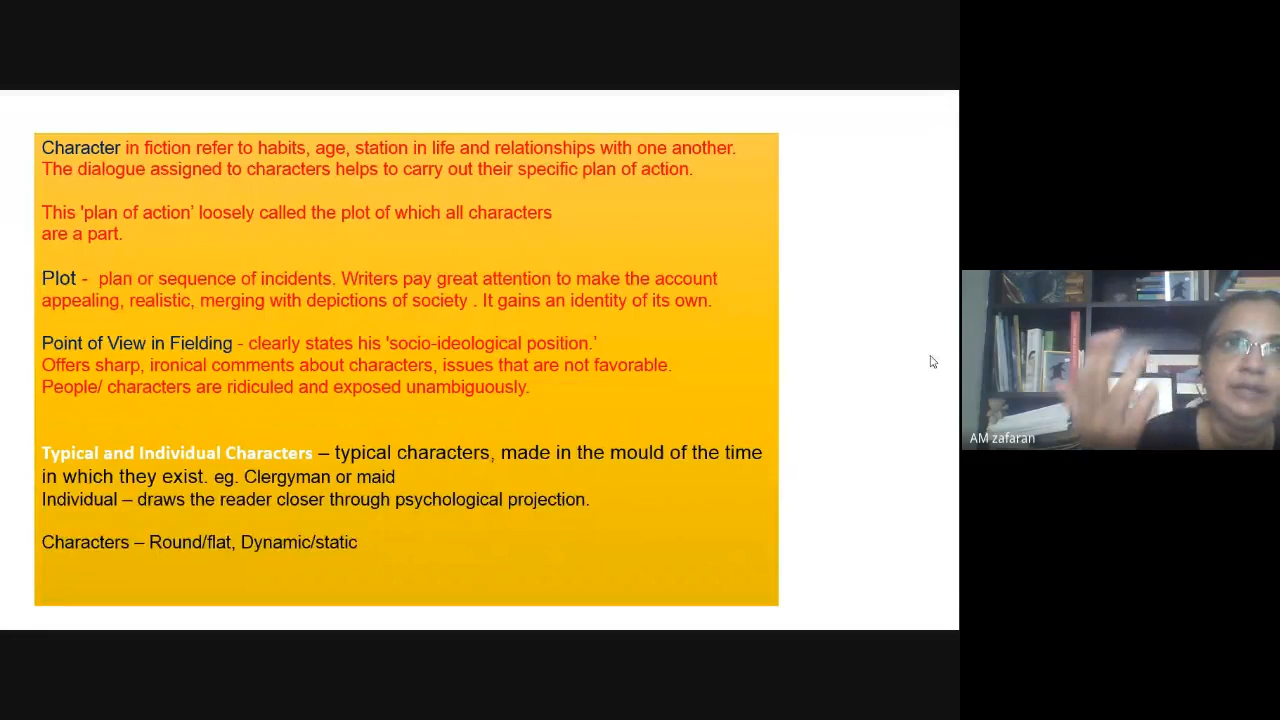 Character in fiction refer to habits, age, station in life and relationships with one another.
The dialogue assigned to characters helps to carry out their specific plan of action.
This 'plan of action' loosely called the plot of which all characters
are a part.
Plot - plan or sequence of incidents. Writers pay great attention to make the account
appealing, realistic, merging with depictions of society . It gains an identity of its own.
Point of View in Fielding - clearly states his 'socio-ideological position.'
Offers sharp, ironical comments about characters, issues that are not favorable.
People/ characters are ridiculed and exposed unambiguously.
Typical and Individual Characters – typical characters, made in the mould of the time
in which they exist. eg. Clergyman or maid
Individual – draws the reader closer through psychological projection.
Characters – Round/flat, Dynamic/static
AM zafaran